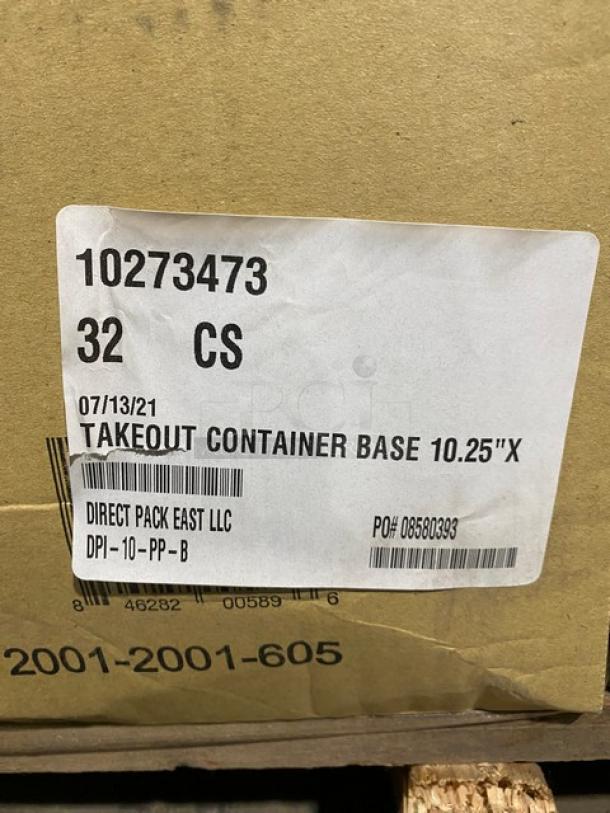 10273473
32 CS
07/13/21
TAKEOUT CONTAINER BASE 10.25"X
DIRECT PACK EAST LLC
DPI-10-PP-B
PO# 08580393
8 46282 00589 6
2001-2001-605